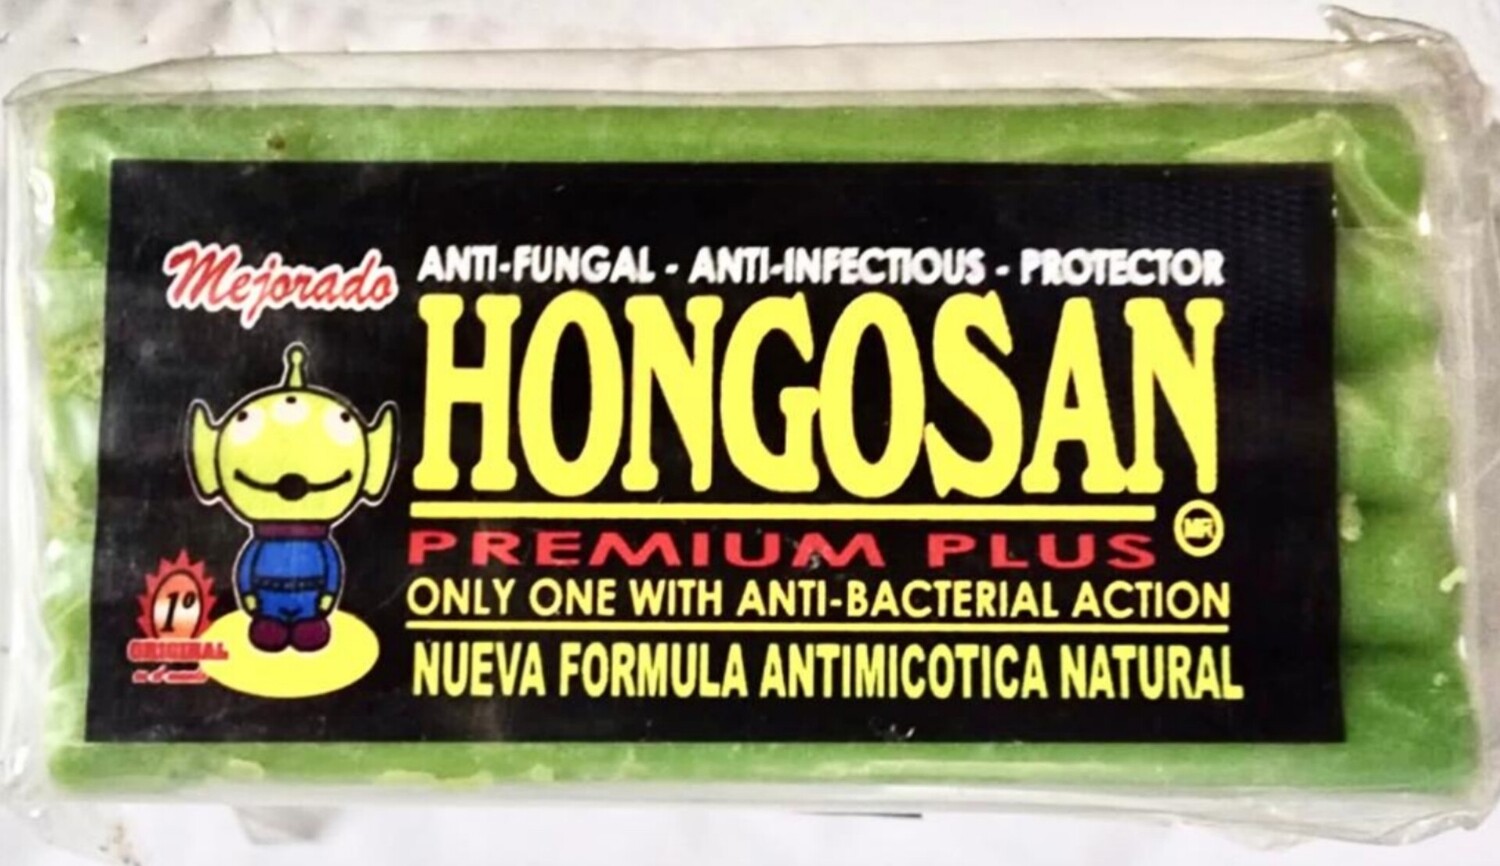 Mejorado
ANTI-FUNGAL - ANTI-INFECTIOUS - PROTECTOR
HONGOSAN
MR
PREMIUM PLUS
ONLY ONE WITH ANTI-BACTERIAL ACTION
NUEVA FORMULA ANTIMICOTICA NATURAL
1º
ORIGINAL